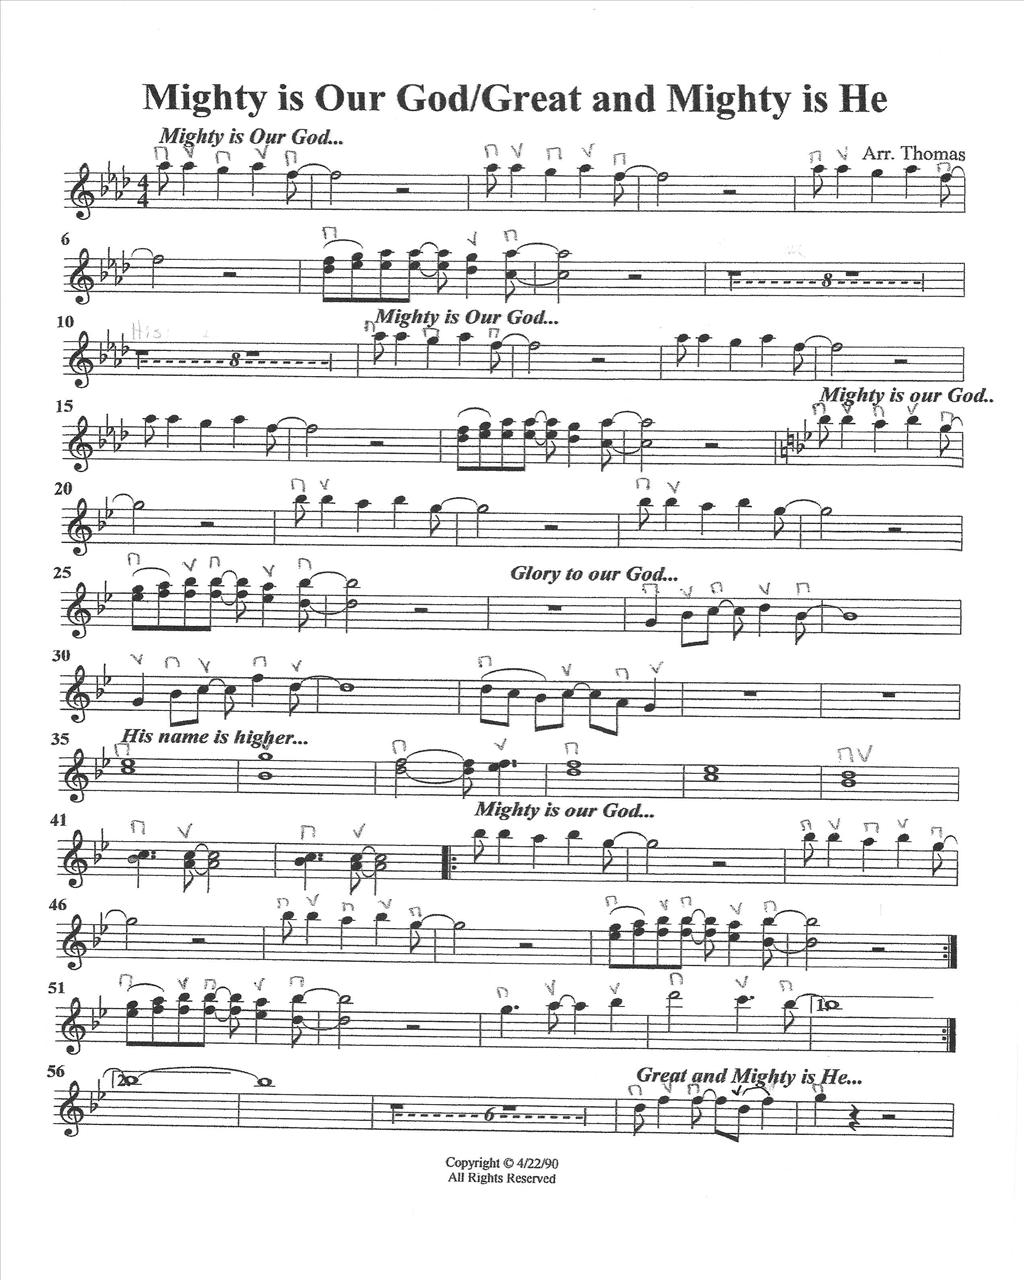 Mighty is Our God/Great and Mighty is He
Mighty is Our God...
Arr. Thomas
4
4
6
8
10
His
Mighty is Our God...
8
15
Mighty is our God..
20
25
Glory to our God...
30
35
His name is higher...
41
Mighty is our God...
46
51
1.
56
2.
6
Great and Mighty is He...
Copyright © 4/22/90
All Rights Reserved